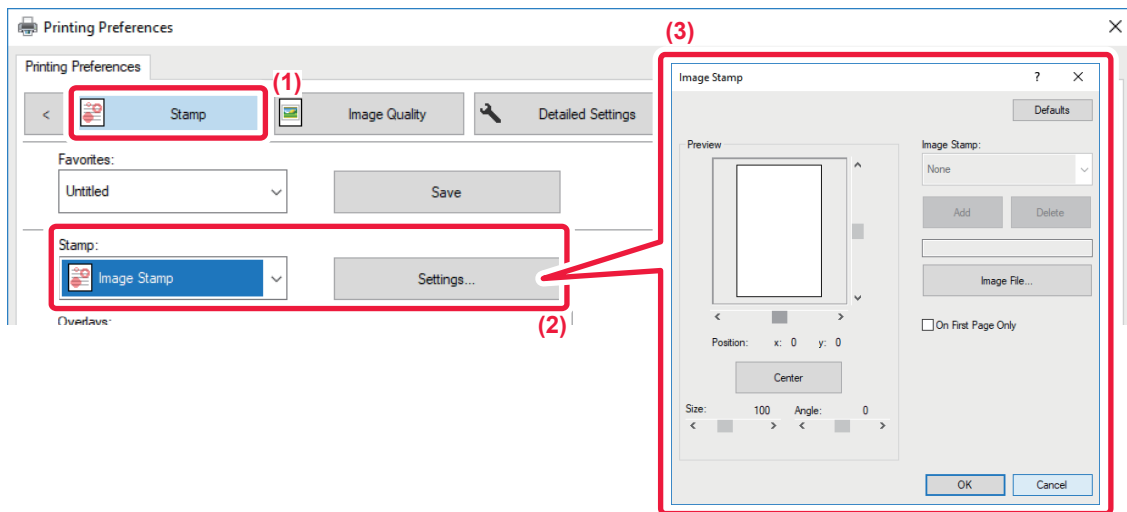 Printing Preferences
Printing Preferences
(1)
< Stamp Image Quality Detailed Settings
Favorites:
Untitled Save
Stamp:
Image Stamp Settings...
(2)
Overlays:
(3)
Image Stamp ?
Defaults
Preview
Image Stamp:
None
Add Delete
Image File...
On First Page Only
Position: x: 0 y: 0
Center
Size: 100 Angle: 0
OK Cancel